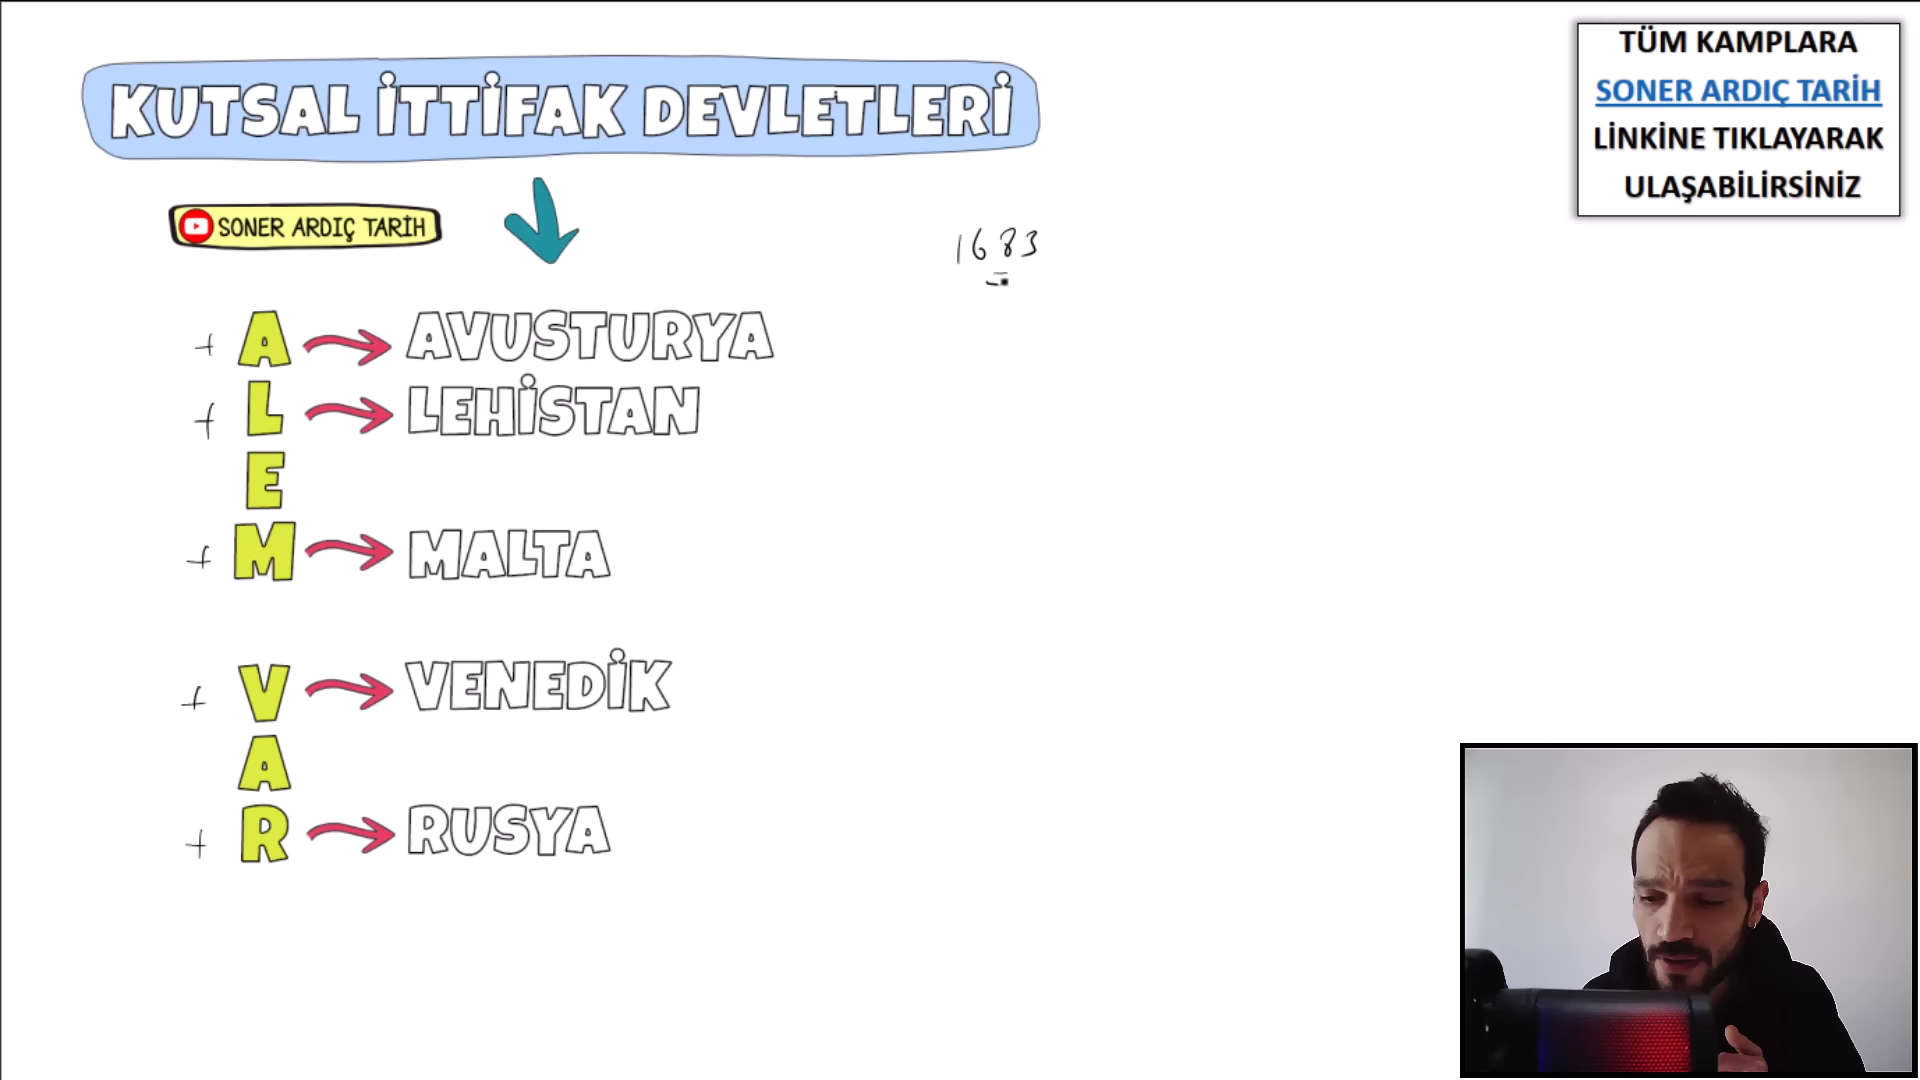 KUTSAL İTTİFAK DEVLETLERİ
TÜM KAMPLARA
SONER ARDIÇ TARİH
LİNKİNE TIKLAYARAK
ULAŞABİLİRSİNİZ
SONER ARDIÇ TARİH
1683
+ A AVUSTURYA
+ L LEHİSTAN
E
+ M MALTA
+ V VENEDİK
A
+ R RUSYA